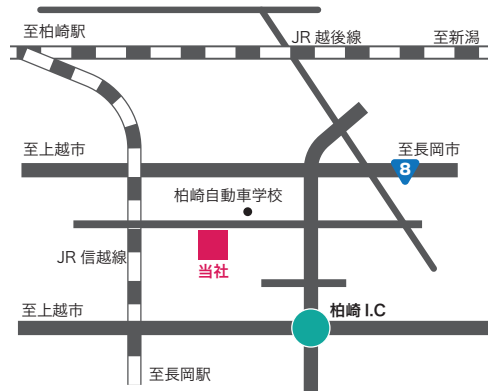 至柏崎駅
JR 越後線
至新潟
至上越市
至長岡市
8
柏崎自動車学校
JR 信越線
当社
至上越市
柏崎 I.C
至長岡駅